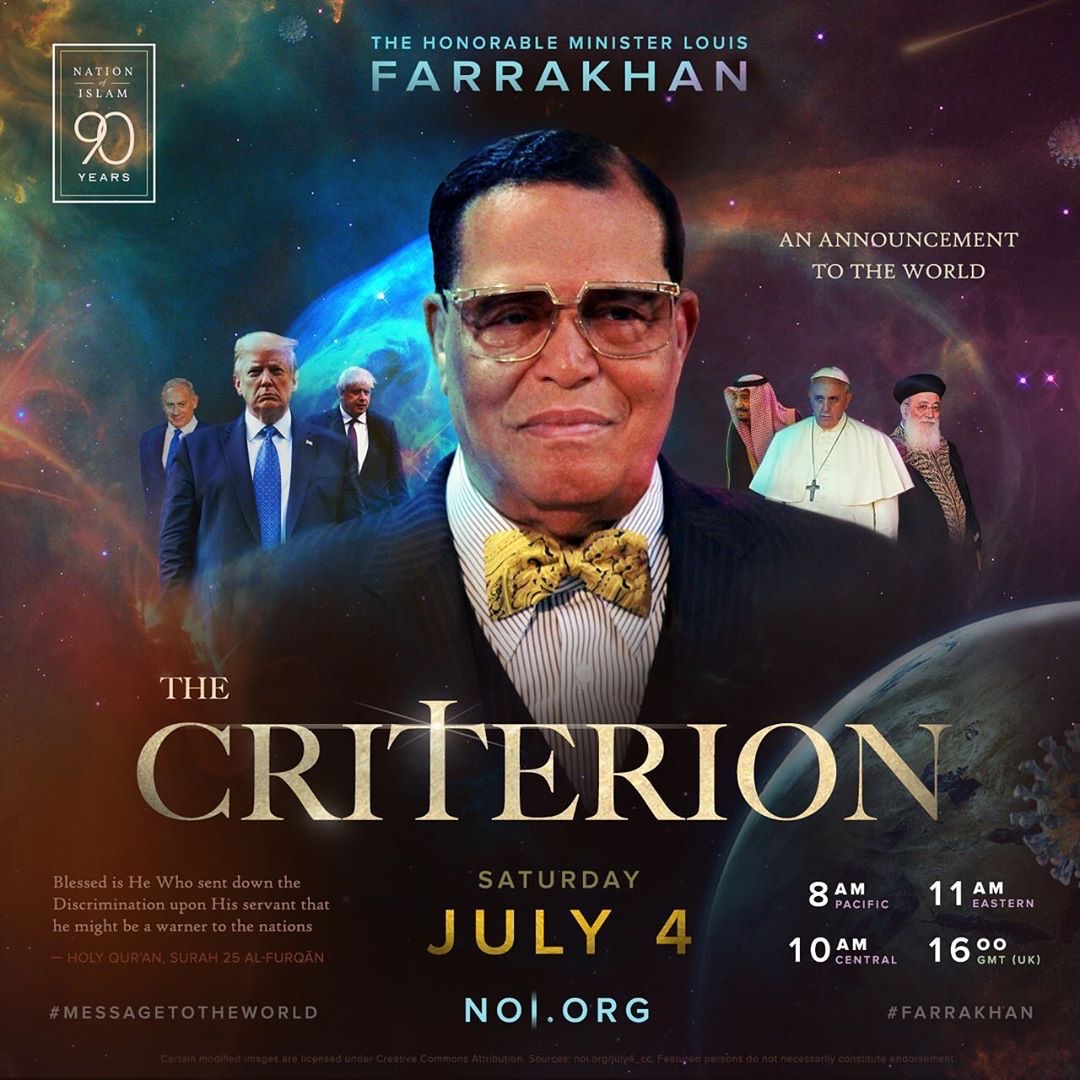 NATION
of
ISLAM
90
YEARS
THE HONORABLE MINISTER LOUIS
FARRAKHAN
AN ANNOUNCEMENT
TO THE WORLD
THE
CRITERION
Blessed is He Who sent down the
Discrimination upon His servant that
he might be a warner to the nations
— HOLY QUR'AN, SURAH 25 AL-FURQĀN
#MESSAGETOTHEWORLD
SATURDAY
JULY 4
NOI.ORG
8 AM PACIFIC
11 AM EASTERN
10 AM CENTRAL
16 00 GMT (UK)
#FARRAKHAN
Certain modified images are licensed under Creative Commons Attribution. Sources: noi.org/july4_cc, Featured persons do not necessarily constitute endorsement.